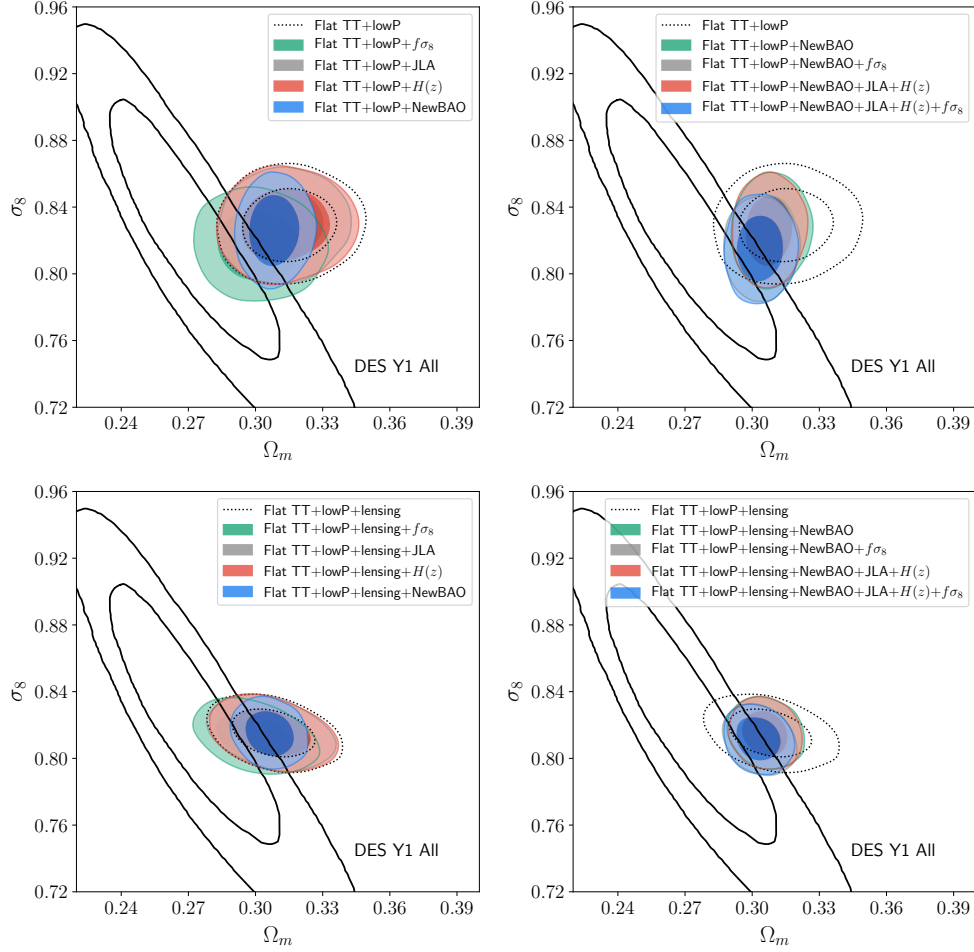 0.96
0.92
0.88
0.84
0.80
0.76
0.72
σ₈
Flat TT+lowP
Flat TT+lowP+fσ₈
Flat TT+lowP+JLA
Flat TT+lowP+H(z)
Flat TT+lowP+NewBAO
DES Y1 All
0.24 0.27 0.30 0.33 0.36 0.39
Ωₘ
0.96
0.92
0.88
0.84
0.80
0.76
0.72
σ₈
Flat TT+lowP
Flat TT+lowP+NewBAO
Flat TT+lowP+NewBAO+fσ₈
Flat TT+lowP+NewBAO+JLA+H(z)
Flat TT+lowP+NewBAO+JLA+H(z)+fσ₈
DES Y1 All
0.24 0.27 0.30 0.33 0.36 0.39
Ωₘ
0.96
0.92
0.88
0.84
0.80
0.76
0.72
σ₈
Flat TT+lowP+lensing
Flat TT+lowP+lensing+fσ₈
Flat TT+lowP+lensing+JLA
Flat TT+lowP+lensing+H(z)
Flat TT+lowP+lensing+NewBAO
DES Y1 All
0.24 0.27 0.30 0.33 0.36 0.39
Ωₘ
0.96
0.92
0.88
0.84
0.80
0.76
0.72
σ₈
Flat TT+lowP+lensing
Flat TT+lowP+lensing+NewBAO
Flat TT+lowP+lensing+NewBAO+fσ₈
Flat TT+lowP+lensing+NewBAO+JLA+H(z)
Flat TT+lowP+lensing+NewBAO+JLA+H(z)+fσ₈
DES Y1 All
0.24 0.27 0.30 0.33 0.36 0.39
Ωₘ